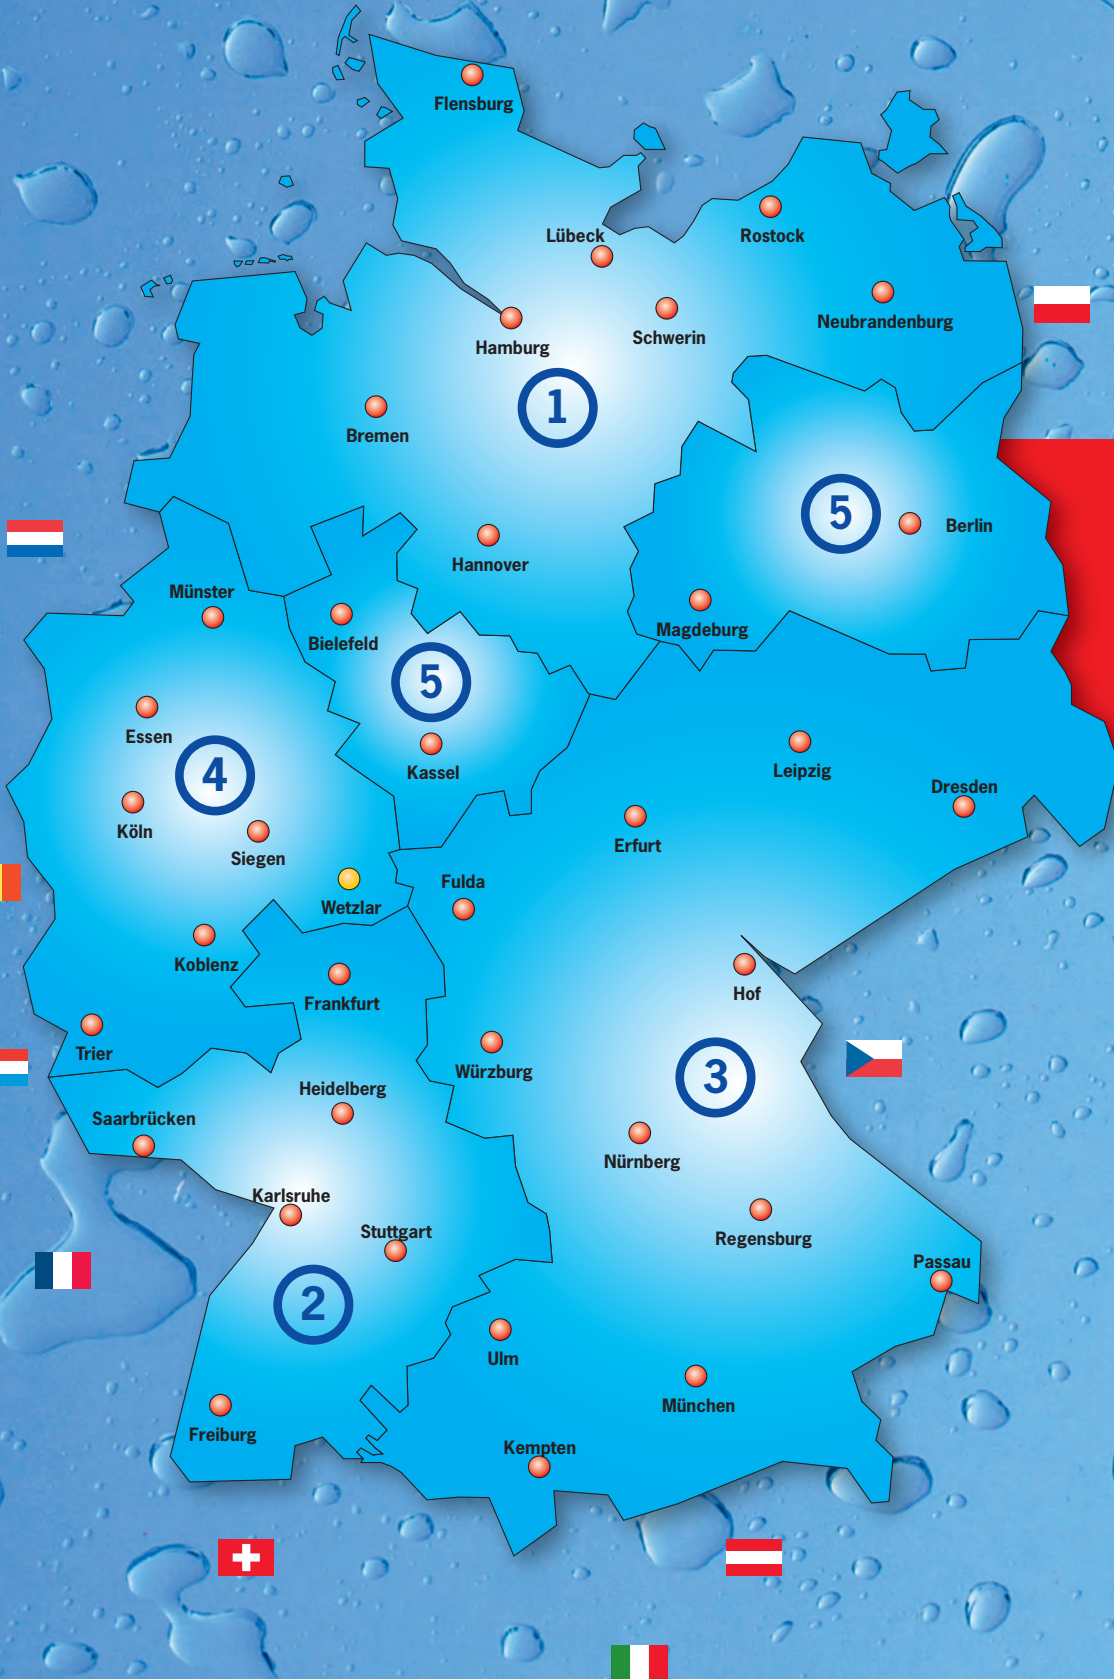 Flensburg
Lübeck
Rostock
Neubrandenburg
Schwerin
Hamburg
1
Bremen
5
Berlin
Hannover
Münster
Magdeburg
Bielefeld
5
Essen
Kassel
Leipzig
4
Dresden
Köln
Siegen
Erfurt
Fulda
Wetzlar
Koblenz
Frankfurt
Hof
Trier
Würzburg
3
Heidelberg
Saarbrücken
Nürnberg
Karlsruhe
Stuttgart
Regensburg
Passau
2
Ulm
München
Freiburg
Kempten